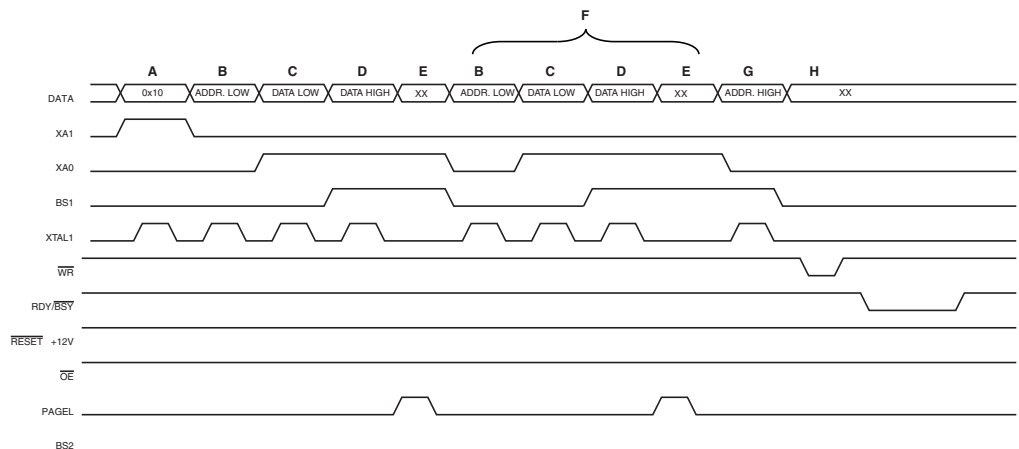 F
A B C D E B C D E G H
DATA 0x10 ADDR. LOW DATA LOW DATA HIGH XX ADDR. LOW DATA LOW DATA HIGH XX ADDR. HIGH XX
XA1
XA0
BS1
XTAL1
WR
RDY/BSY
RESET +12V
OE
PAGEL
BS2